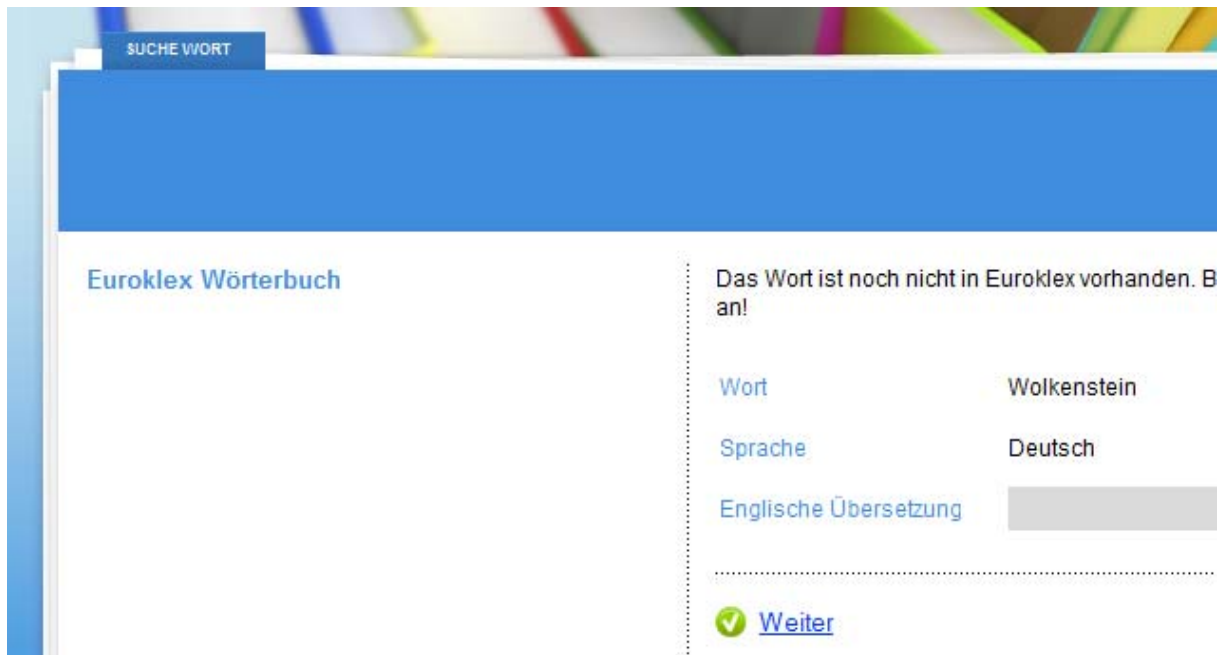 SUCHE WORT
Euroklex Wörterbuch
Das Wort ist noch nicht in Euroklex vorhanden. B
an!
Wort Wolkenstein
Sprache Deutsch
Englische Übersetzung
Weiter